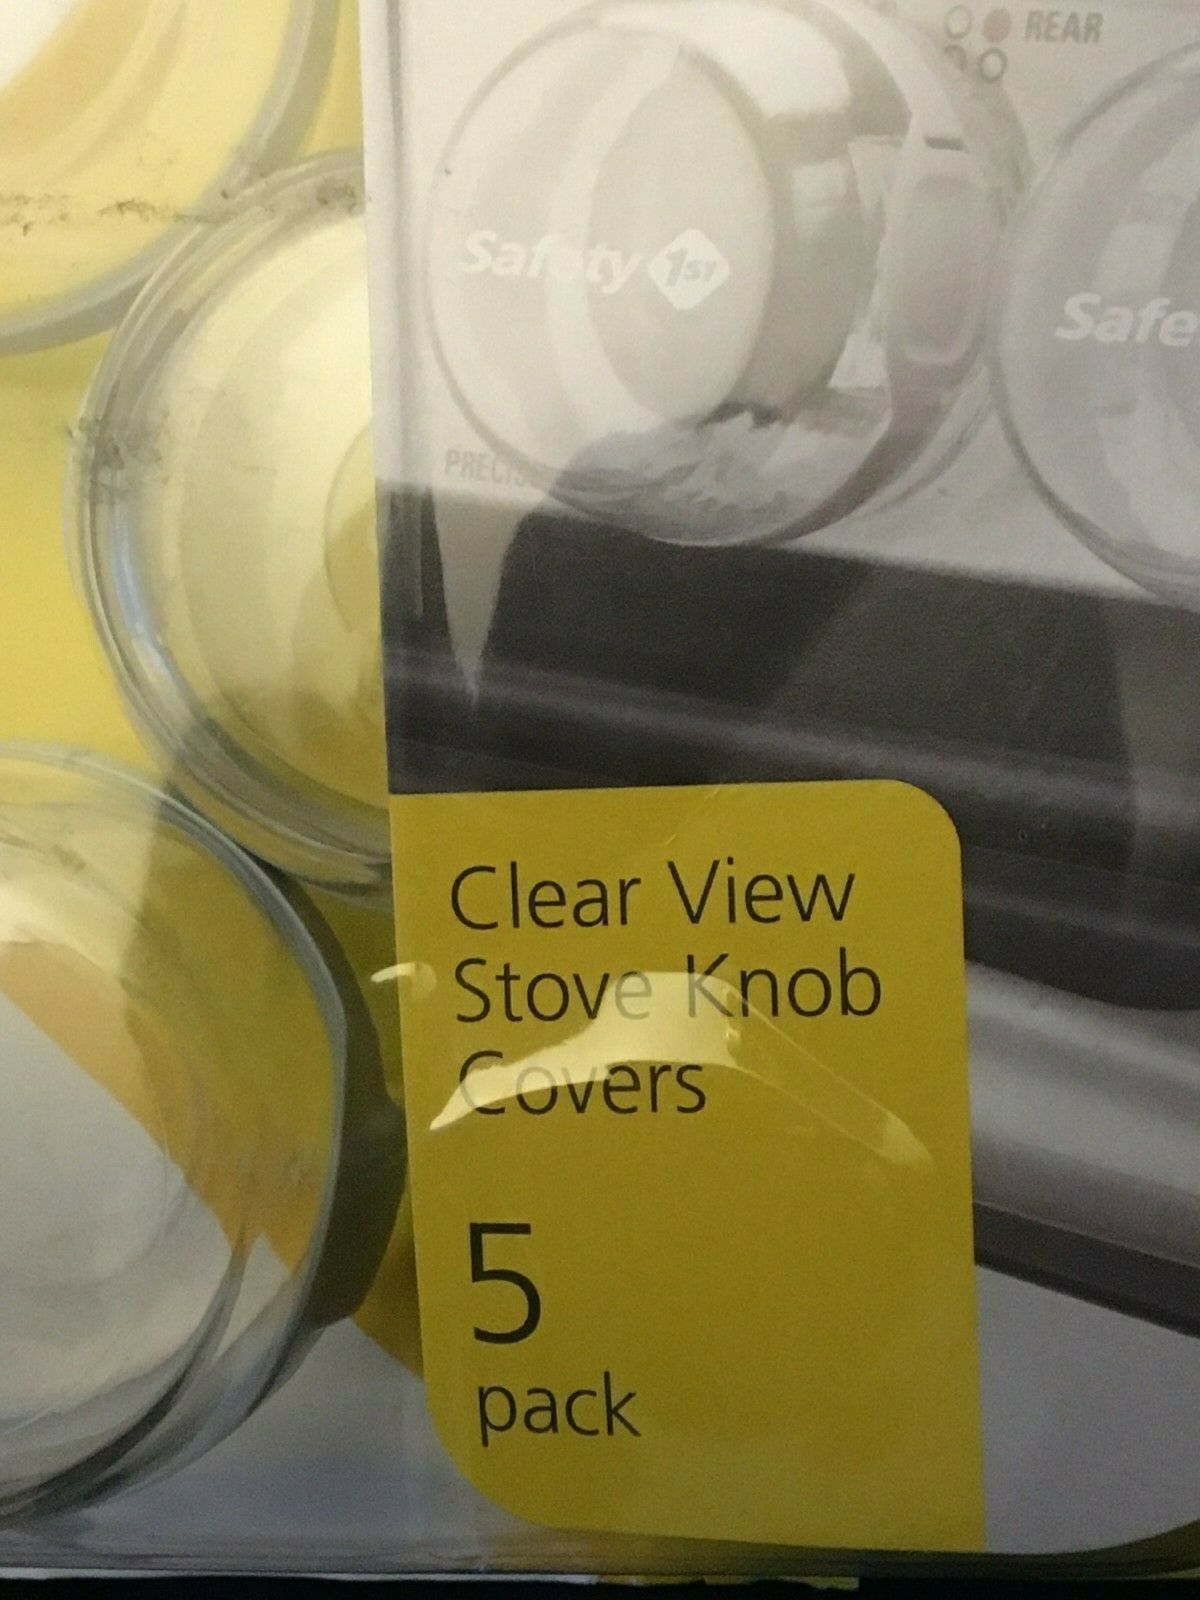 REAR
Safety 1ST
Safe
PRECIS
Clear View
Stove Knob
Covers
5
pack